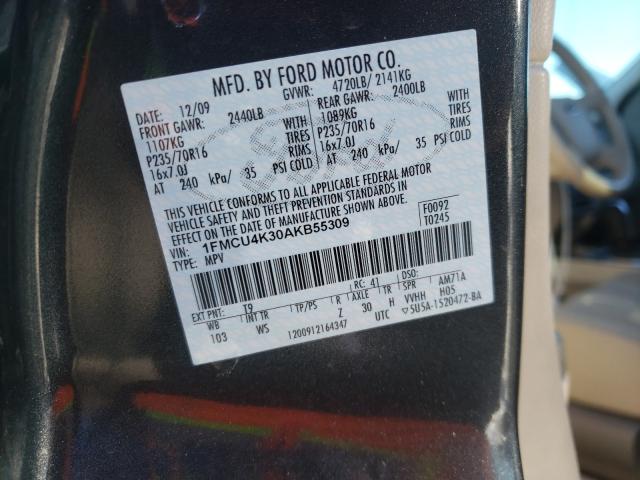 MFD. BY FORD MOTOR CO.
DATE: 12/09 GVWR: 4720LB/ 2141KG
FRONT GAWR: 2440LB REAR GAWR: 2400LB
1107KG WITH 1089KG WITH
P235/70R16 TIRES P235/70R16 TIRES
16x7.0J RIMS 16x7.0J RIMS
AT 240 kPa/ 35 PSI COLD AT 240 kPa/ 35 PSI COLD
THIS VEHICLE CONFORMS TO ALL APPLICABLE FEDERAL MOTOR
VEHICLE SAFETY AND THEFT PREVENTION STANDARDS IN
EFFECT ON THE DATE OF MANUFACTURE SHOWN ABOVE.
VIN: 1FMCU4K30AKB55309 F0092
TYPE: MPV T0245
EXT PNT: T9 RC: 41 DSO:
WB INT TR TP/PS R AXLE TR SPR AM71A
103 WS Z 30 H VVHH H05
1200912164347 UTC 5U5A-1520472-BA
Ford